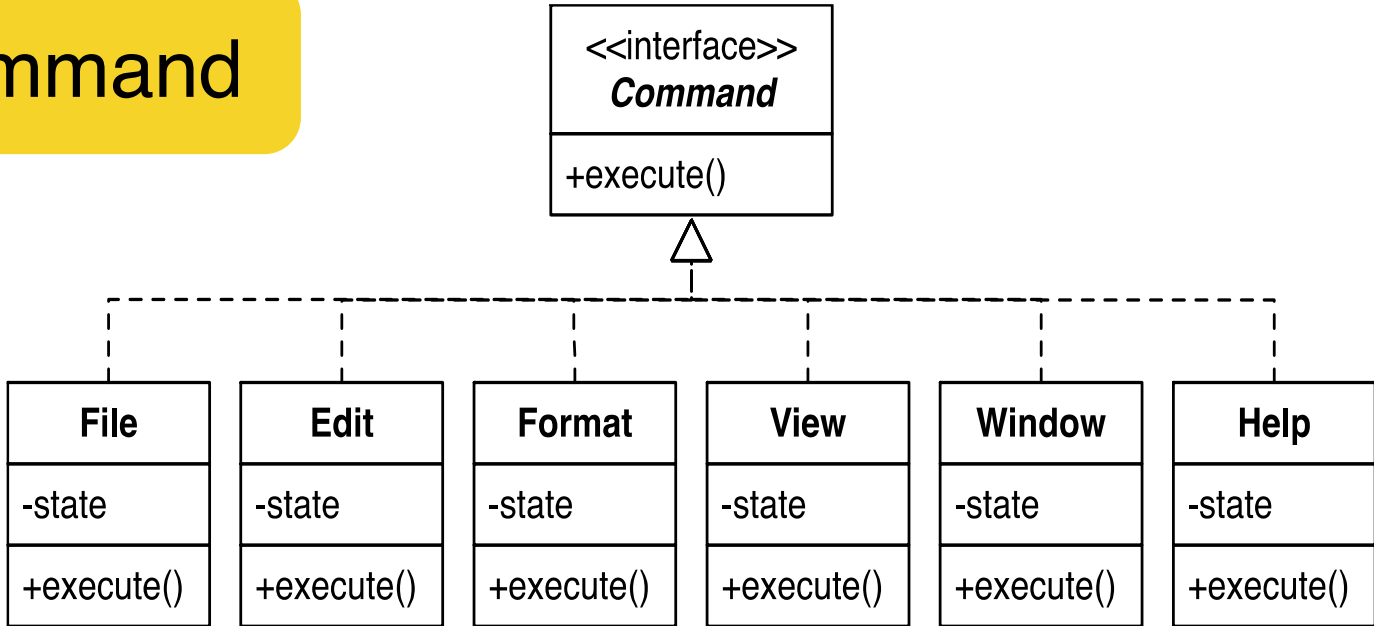 mmand
<<interface>>
Command
+execute()
File
Edit
Format
View
Window
Help
-state
-state
-state
-state
-state
-state
+execute()
+execute()
+execute()
+execute()
+execute()
+execute()